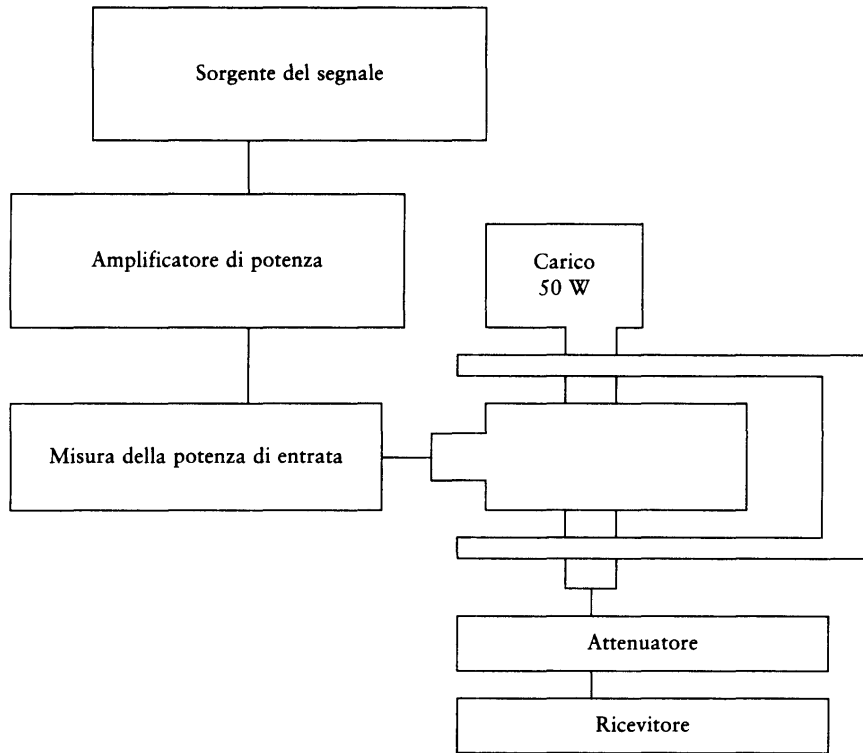 Sorgente del segnale
Amplificatore di potenza
Carico
50 W
Misura della potenza di entrata
Attenuatore
Ricevitore